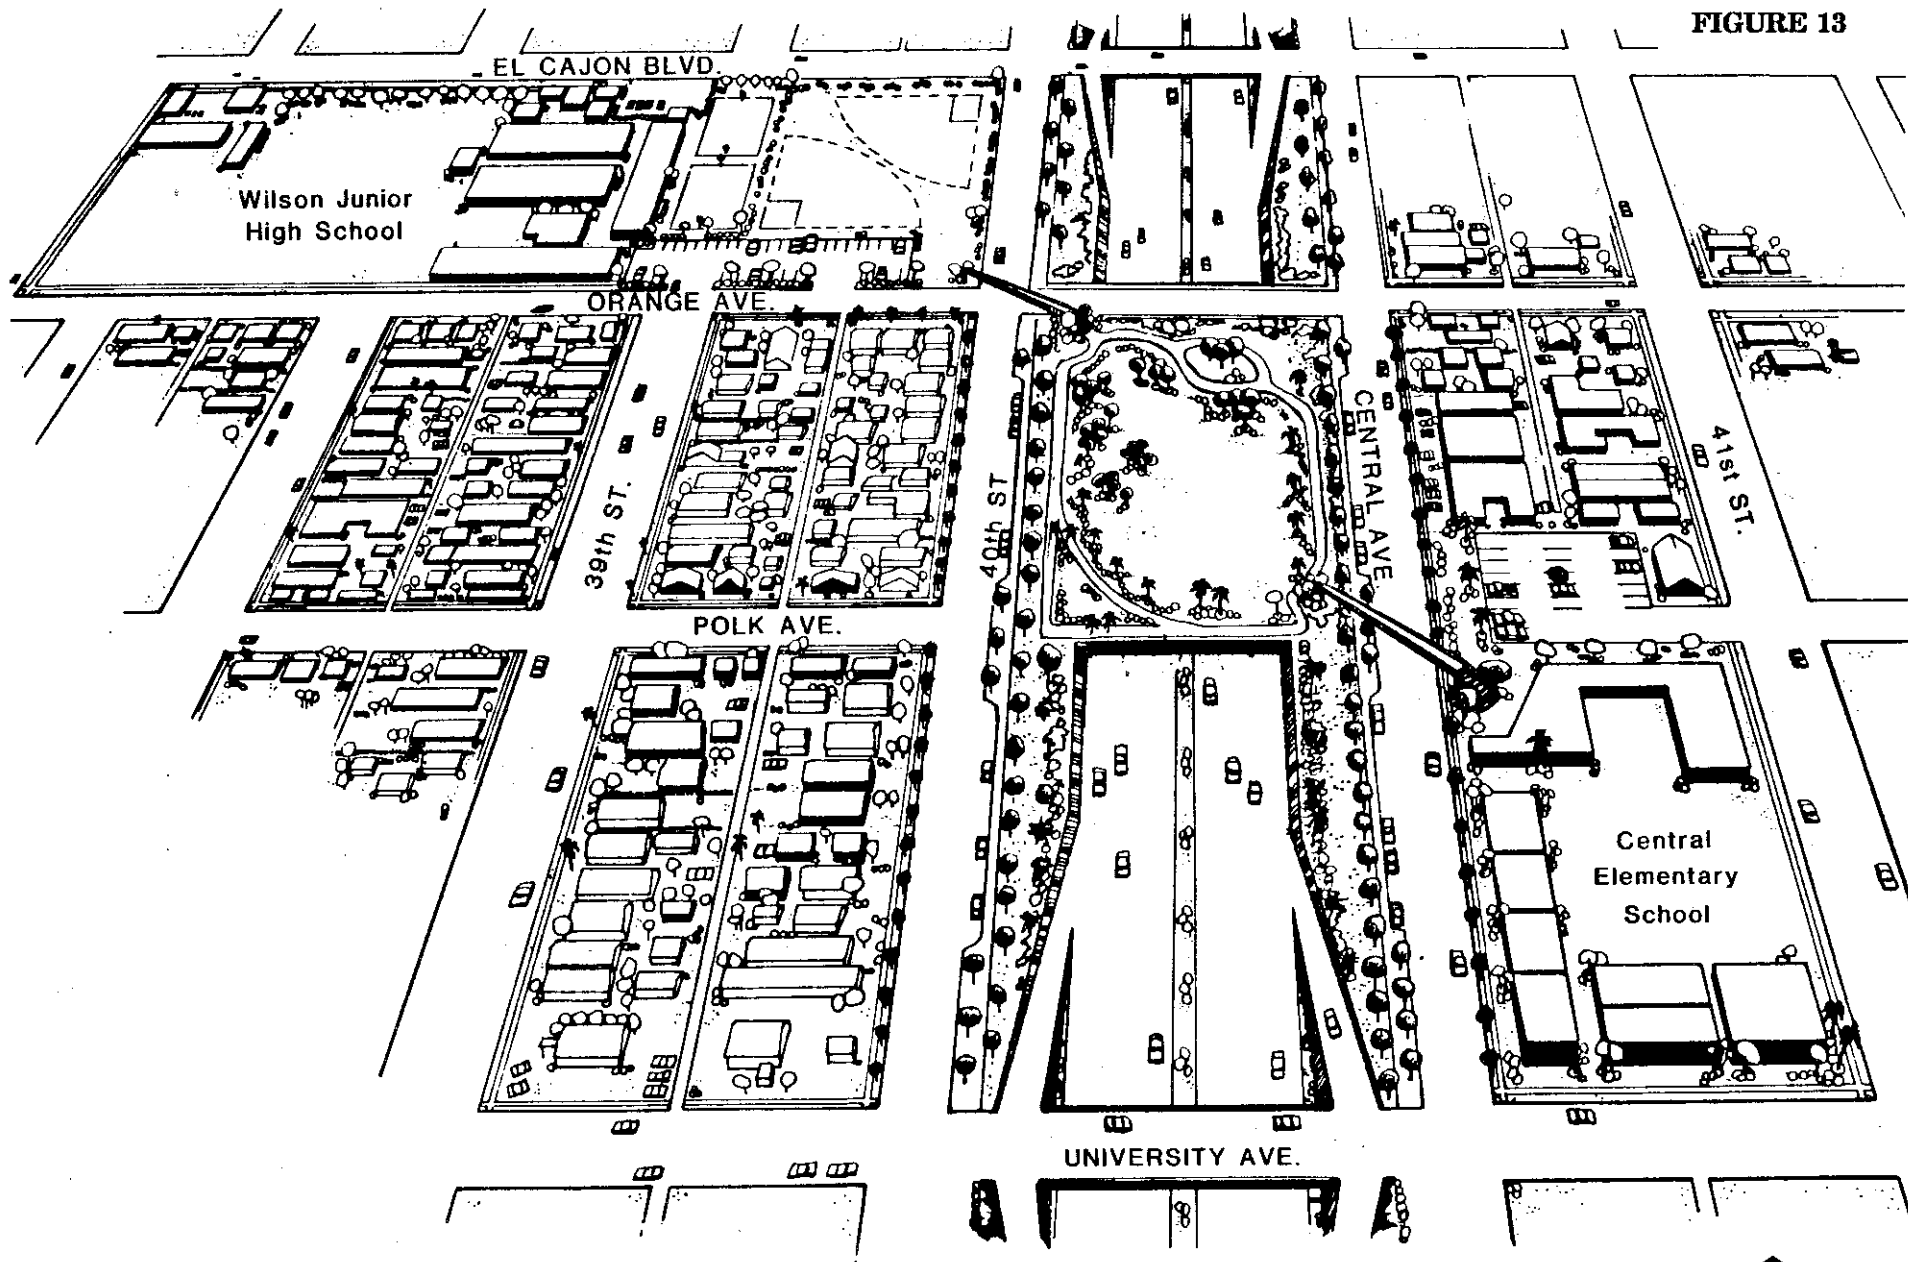 FIGURE 13
EL CAJON BLVD.
Wilson Junior
High School
ORANGE AVE.
39th ST.
40th ST
CENTRAL AVE
41st ST.
POLK AVE.
Central
Elementary
School
UNIVERSITY AVE.